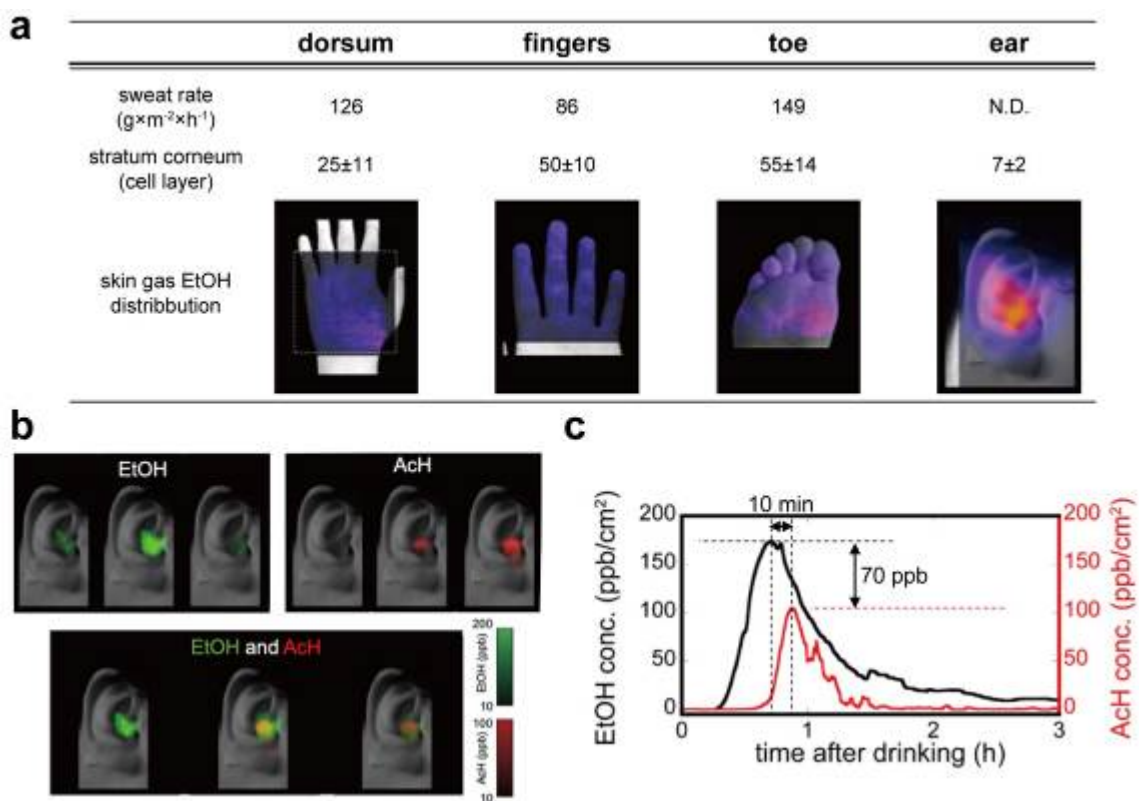 a
dorsum fingers toe ear
sweat rate
(g×m⁻²×h⁻¹)
126 86 149 N.D.
stratum corneum
(cell layer)
25±11 50±10 55±14 7±2
skin gas EtOH
distribbution
b
EtOH
AcH
EtOH and AcH
200
EtOH (ppb)
10
100
AcH (ppb)
10
c
10 min
70 ppb
EtOH conc. (ppb/cm²)
200
150
100
50
0
200
150
100
50
0
AcH conc. (ppb/cm²)
0 1 2 3
time after drinking (h)